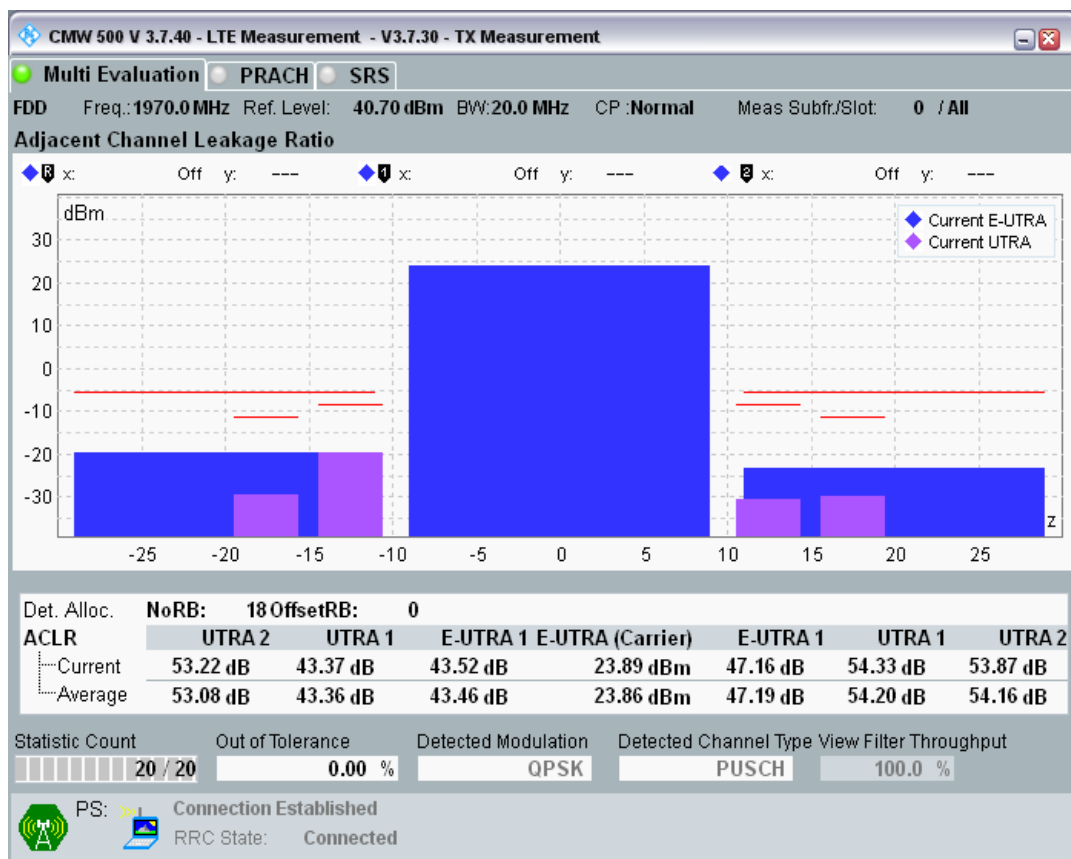 CMW 500 V 3.7.40 - LTE Measurement - V3.7.30 - TX Measurement
Multi Evaluation PRACH SRS
FDD Freq.: 1970.0 MHz Ref. Level: 40.70 dBm BW: 20.0 MHz CP : Normal Meas Subfr./Slot: 0 / All
Adjacent Channel Leakage Ratio
R x: Off y: --- 1 x: Off y: --- 2 x: Off y: ---
dBm
Current E-UTRA
Current UTRA
30
20
10
0
-10
-20
-30
z
-25 -20 -15 -10 -5 0 5 10 15 20 25
Det. Alloc. NoRB: 18 OffsetRB: 0
ACLR UTRA 2 UTRA 1 E-UTRA 1 E-UTRA (Carrier) E-UTRA 1 UTRA 1 UTRA 2
Current 53.22 dB 43.37 dB 43.52 dB 23.89 dBm 47.16 dB 54.33 dB 53.87 dB
Average 53.08 dB 43.36 dB 43.46 dB 23.86 dBm 47.19 dB 54.20 dB 54.16 dB
Statistic Count Out of Tolerance Detected Modulation Detected Channel Type View Filter Throughput
20 / 20 0.00 % QPSK PUSCH 100.0 %
PS: Connection Established
RRC State: Connected